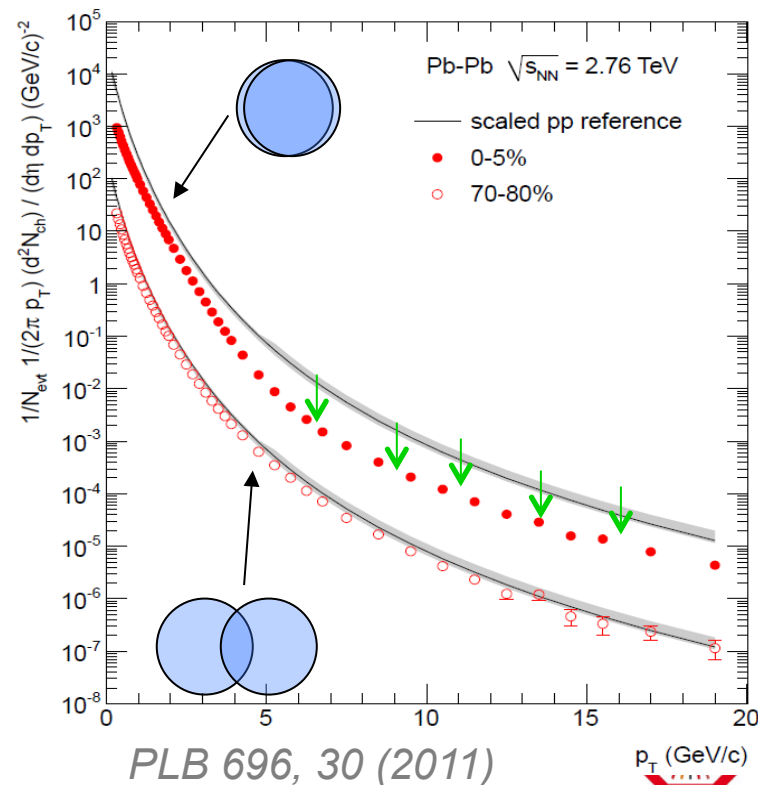 10^5
10^4
10^3
10^2
10
1
10^-1
10^-2
10^-3
10^-4
10^-5
10^-6
10^-7
10^-8
1/N_evt 1/(2π p_T) (d^2N_ch) / (dη dp_T) (GeV/c)^-2
Pb-Pb √s_NN = 2.76 TeV
scaled pp reference
0-5%
70-80%
0 5 10 15 20
p_T (GeV/c)
PLB 696, 30 (2011)